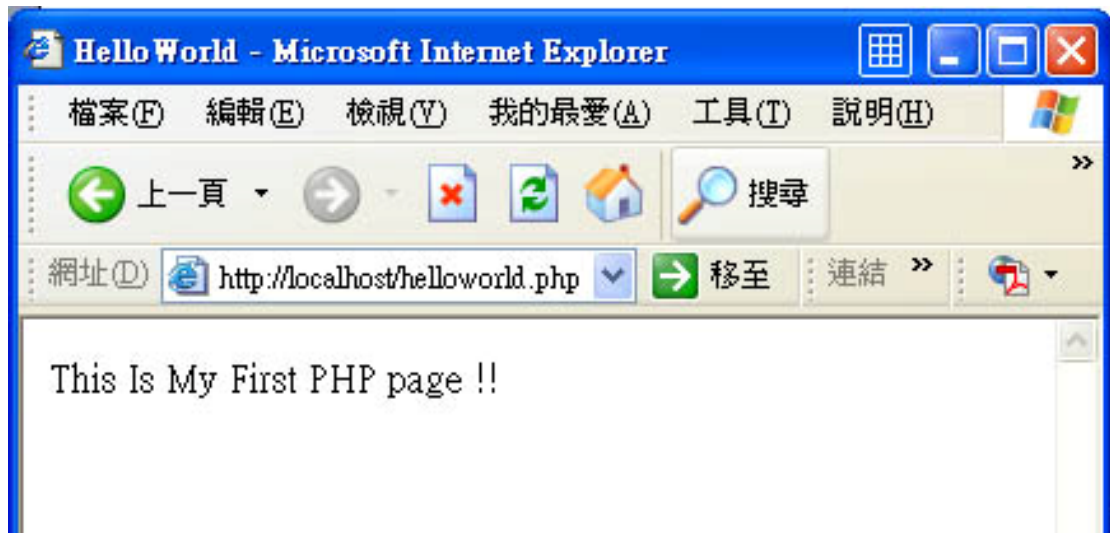 HelloWorld - Microsoft Internet Explorer
檔案(F) 編輯(E) 檢視(V) 我的最愛(A) 工具(T) 說明(H)
上一頁 搜尋 »
網址(D) http://localhost/helloworld.php 移至 連結 »
This Is My First PHP page !!